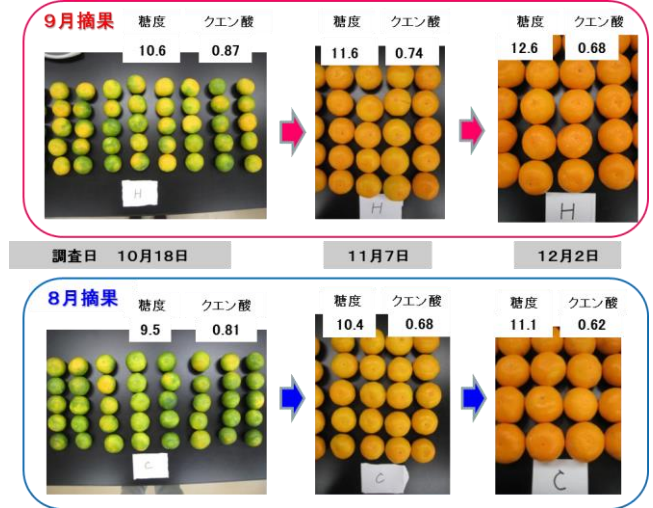 9月摘果
糖度 クエン酸
10.6 0.87
11.6 0.74
糖度 クエン酸
12.6 0.68
H
H
H
調査日 10月18日
11月7日
12月2日
8月摘果
糖度 クエン酸
9.5 0.81
糖度 クエン酸
10.4 0.68
糖度 クエン酸
11.1 0.62
C
C
C
糖度 クエン酸